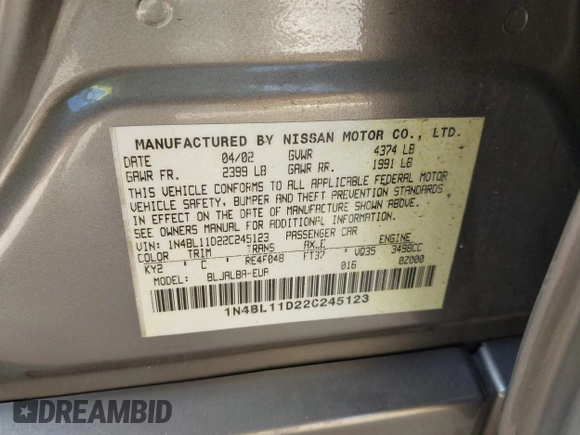 MANUFACTURED BY NISSAN MOTOR CO., LTD.
DATE 04/02 GVWR 4374 LB
GAWR FR. 2399 LB GAWR RR. 1991 LB
THIS VEHICLE CONFORMS TO ALL APPLICABLE FEDERAL MOTOR
VEHICLE SAFETY, BUMPER AND THEFT PREVENTION STANDARDS
IN EFFECT ON THE DATE OF MANUFACTURE SHOWN ABOVE.
SEE OWNERS MANUAL FOR ADDITIONAL INFORMATION.
VIN: 1N4BL11D22C245123 PASSENGER CAR
COLOR TRIM TRANS AXLE ENGINE
KY2 ' C ' RE4F04B FT37 ' VQ35 3498CC
MODEL: BLJALBA-EUA 016 0Z000
1N4BL11D22C245123
DREAMBID